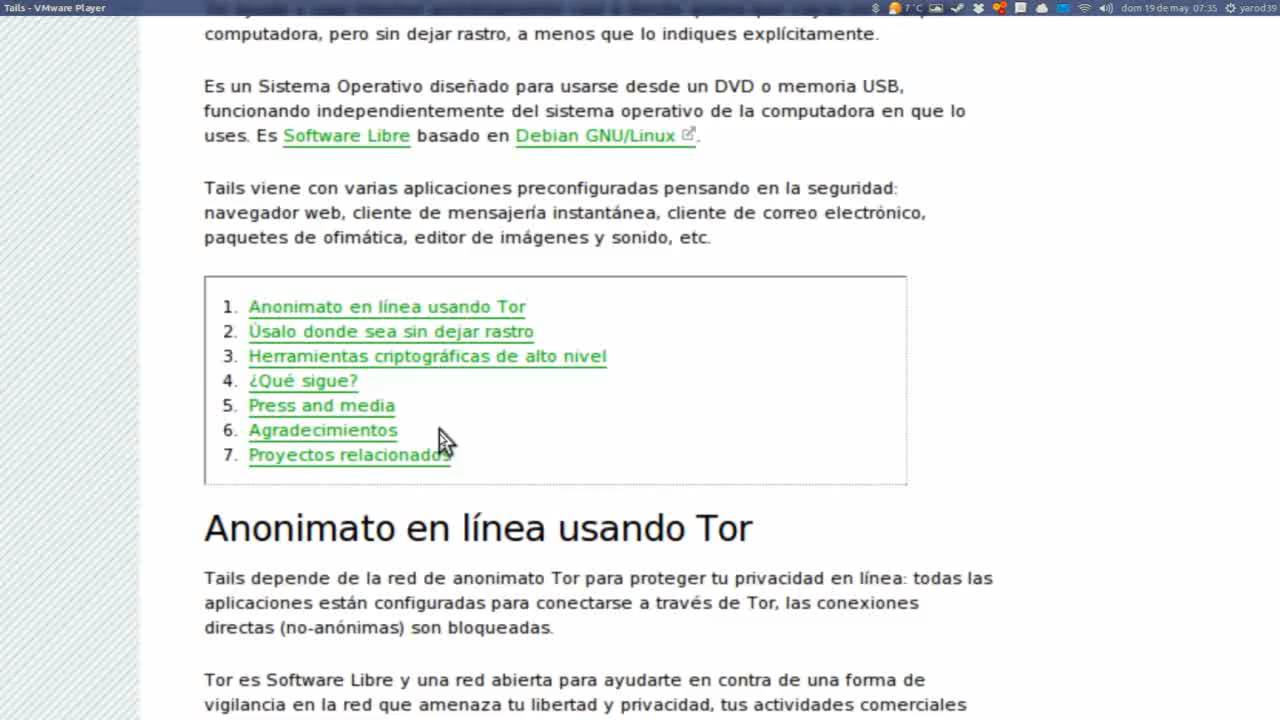 Tails - VMware Player
7°C
dom 19 de may, 07:35
yarod39
computadora, pero sin dejar rastro, a menos que lo indiques explícitamente.
Es un Sistema Operativo diseñado para usarse desde un DVD o memoria USB,
funcionando independientemente del sistema operativo de la computadora en que lo
uses. Es Software Libre basado en Debian GNU/Linux.
Tails viene con varias aplicaciones preconfiguradas pensando en la seguridad:
navegador web, cliente de mensajería instantánea, cliente de correo electrónico,
paquetes de ofimática, editor de imágenes y sonido, etc.
1. Anonimato en línea usando Tor
2. Úsalo donde sea sin dejar rastro
3. Herramientas criptográficas de alto nivel
4. ¿Qué sigue?
5. Press and media
6. Agradecimientos
7. Proyectos relacionados
Anonimato en línea usando Tor
Tails depende de la red de anonimato Tor para proteger tu privacidad en línea: todas las
aplicaciones están configuradas para conectarse a través de Tor, las conexiones
directas (no-anónimas) son bloqueadas.
Tor es Software Libre y una red abierta para ayudarte en contra de una forma de
vigilancia en la red que amenaza tu libertad y privacidad, tus actividades comerciales